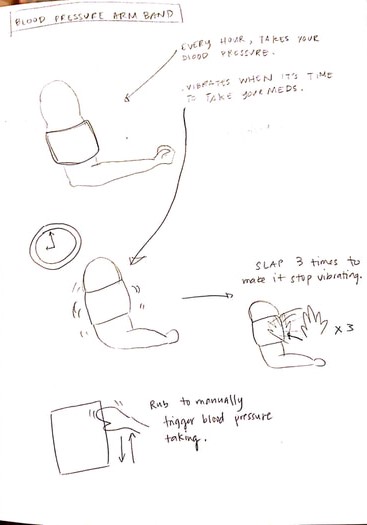 BLOOD PRESSURE ARM BAND
EVERY HOUR, TAKES YOUR
BLOOD PRESSURE.
VIBRATES WHEN IT'S TIME
TO TAKE YOUR MEDS.
SLAP 3 times to
make it stop vibrating.
x 3
Rub to manually
trigger blood pressure
taking.